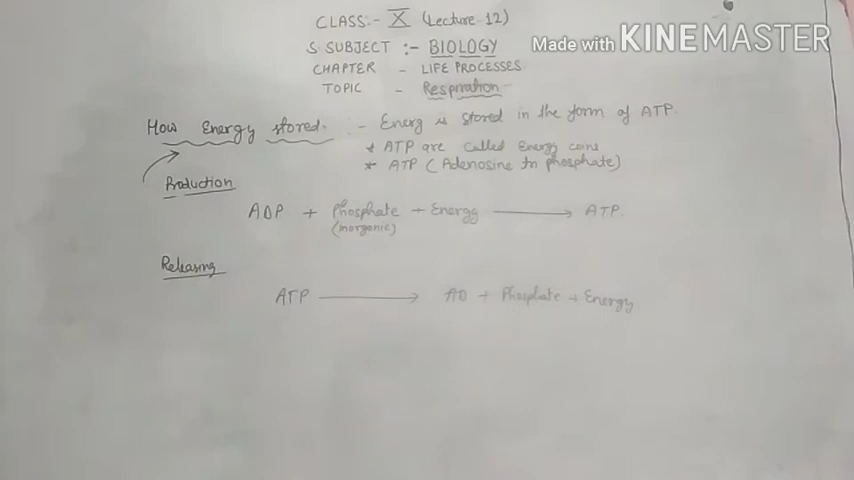 CLASS:- X (Lecture-12)
S SUBJECT :- BIOLOGY
Made with KINEMASTER
CHAPTER - LIFE PROCESSES
TOPIC - Respiration
How Energy stored. :- Energ is stored in the form of ATP.
* ATP are called Energy coins
* ATP (Adenosine tri phosphate)
Production
ADP + Phosphate + Energy → ATP.
(inorganic)
Releasing
ATP → AD + Phosphate + Energy